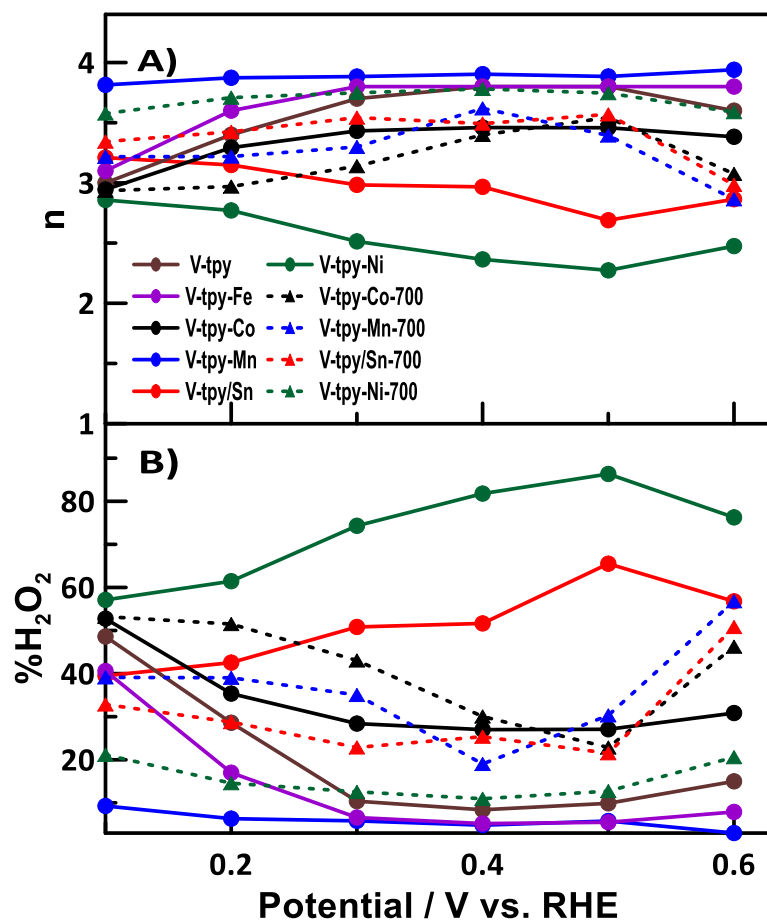 A)
4
3
2
1
n
V-tpy
V-tpy-Fe
V-tpy-Co
V-tpy-Mn
V-tpy/Sn
V-tpy-Ni
V-tpy-Co-700
V-tpy-Mn-700
V-tpy/Sn-700
V-tpy-Ni-700
B)
80
60
40
20
%H₂O₂
0.2 0.4 0.6
Potential / V vs. RHE